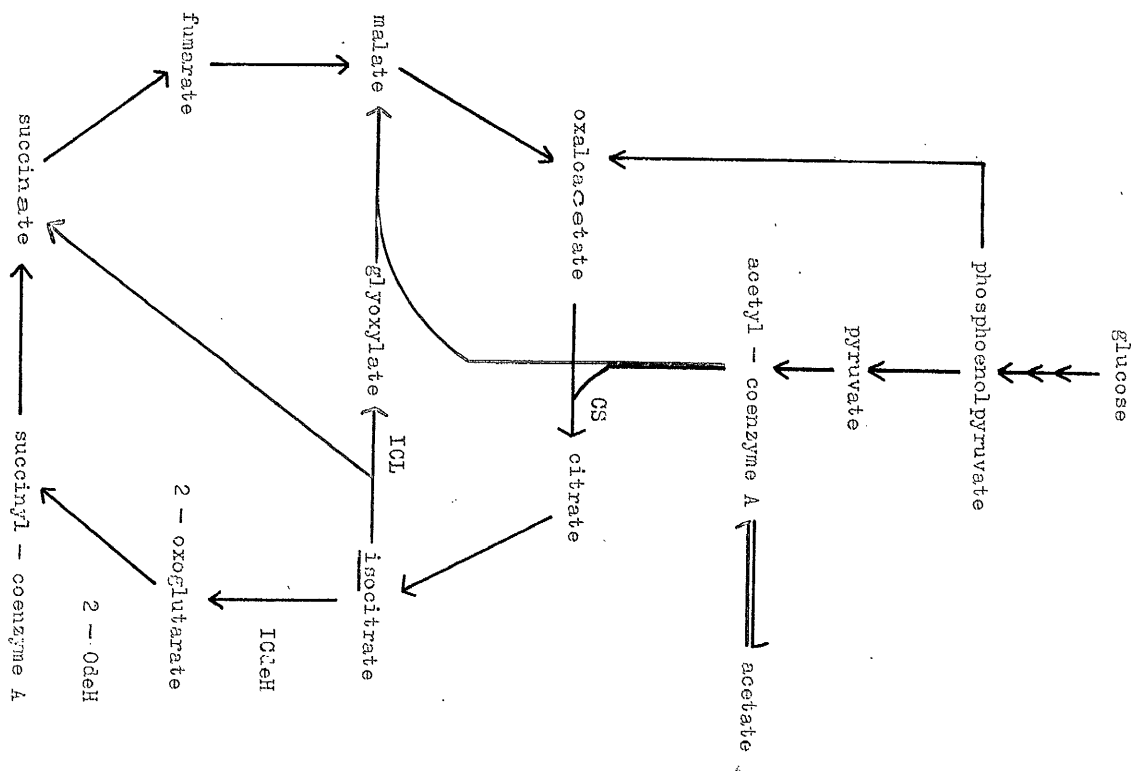 glucose
phosphoenolpyruvate
pyruvate
acetyl — coenzyme A
acetate
oxaloacetate
CS
citrate
malate
glyoxylate
ICL
isocitrate
ICdeH
fumarate
2 — oxoglutarate
2 — OdeH
succinate
succinyl — coenzyme A